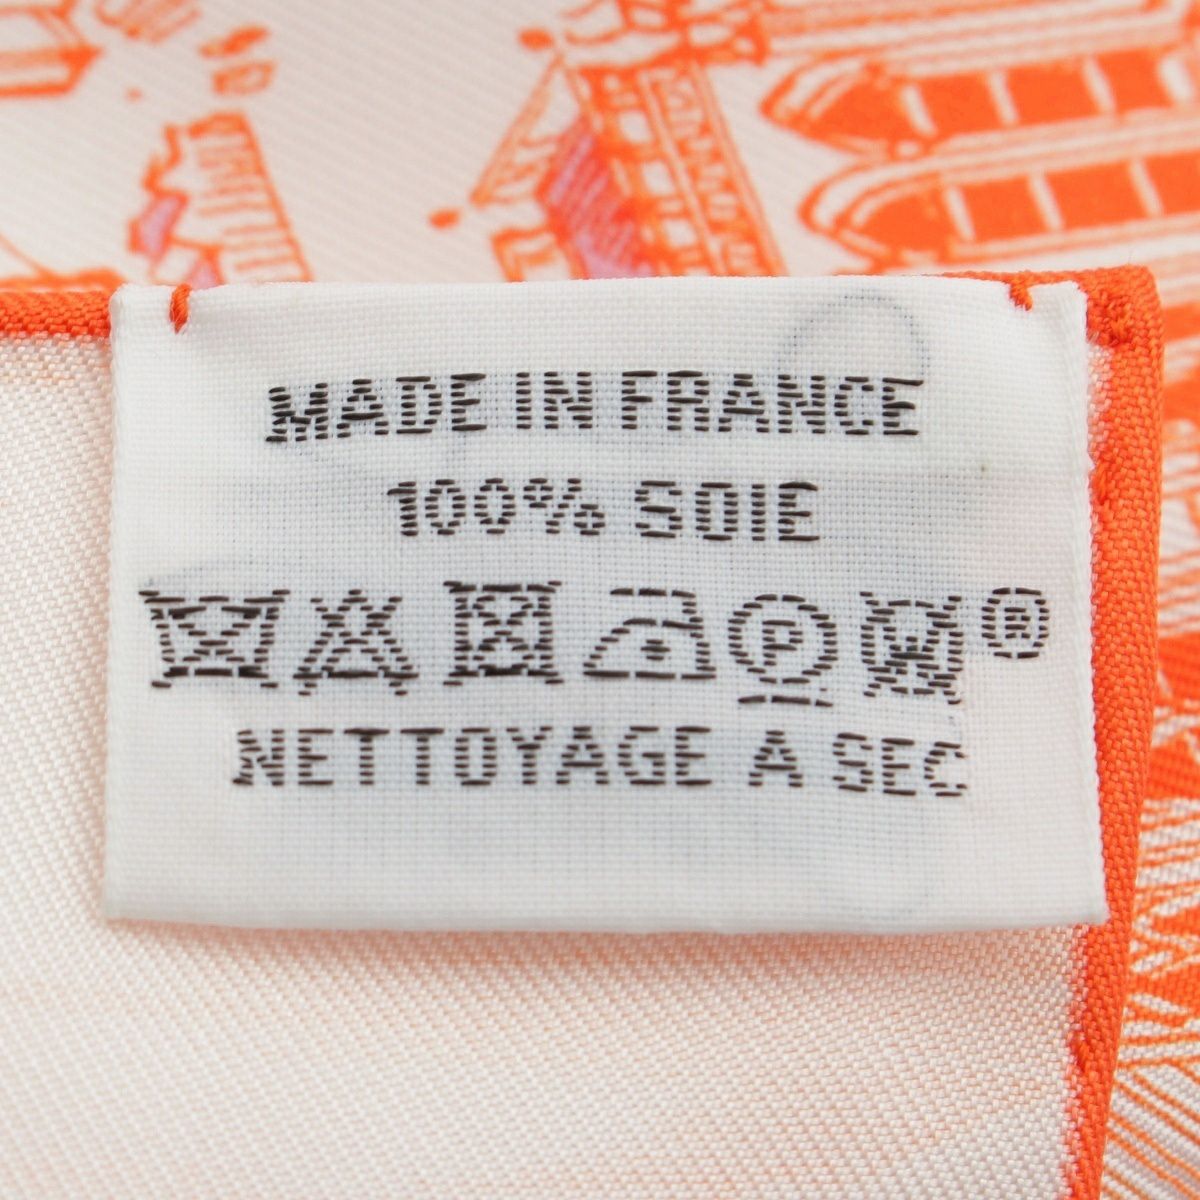 MADE IN FRANCE
100% SOIE
P W ®
NETTOYAGE A SEC